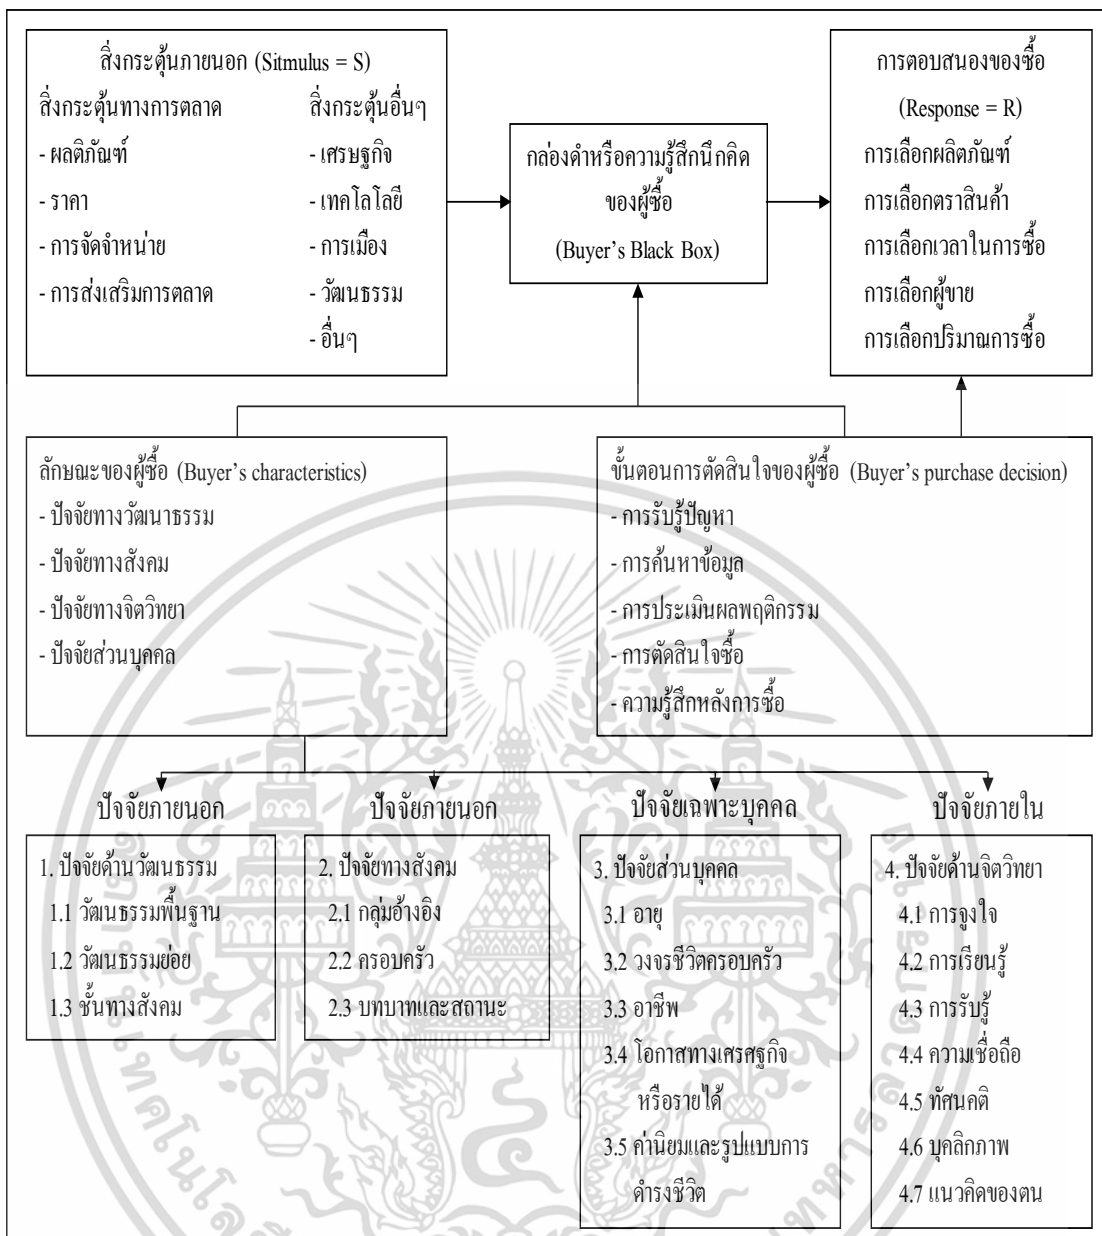 สิ่งกระตุ้นภายนอก (Sitmulus = S)
สิ่งกระตุ้นทางการตลาด
- ผลติภัณฑ์
- ราคา
- การจัดจำหน่าย
- การส่งเสริมการตลาด
สิ่งกระตุ้นอื่นๆ
- เศรษฐกิจ
- เทคโลโลยี
- การเมือง
- วัฒนธรรม
- อื่นๆ
กล่องดำหรือความรู้สึกนึกคิด
ของผู้ซื้อ
(Buyer's Black Box)
การตอบสนองของซื้อ
(Response = R)
การเลือกผลิตภัณฑ์
การเลือกตราสินค้า
การเลือกเวลาในการซื้อ
การเลือกผู้ขาย
การเลือกปริมาณการซื้อ
ลักษณะของผู้ซื้อ (Buyer's characteristics)
- ปัจจัยทางวัฒนาธรรม
- ปัจจัยทางสังคม
- ปัจจัยทางจิตวิทยา
- ปัจจัยส่วนบุคคล
ขั้นตอนการตัดสินใจของผู้ซื้อ (Buyer's purchase decision)
- การรับรู้ปัญหา
- การค้นหาข้อมูล
- การประเมินผลพฤติกรรม
- การตัดสินใจซื้อ
- ความรู้สึกหลังการซื้อ
ปัจจัยภายนอก
1. ปัจจัยด้านวัฒนธรรม
1.1 วัฒนธรรมพื้นฐาน
1.2 วัฒนธรรมย่อย
1.3 ชั้นทางสังคม
ปัจจัยภายนอก
2. ปัจจัยทางสังคม
2.1 กลุ่มอ้างอิง
2.2 ครอบครัว
2.3 บทบาทและสถานะ
ปัจจัยเฉพาะบุคคล
3. ปัจจัยส่วนบุคคล
3.1 อายุ
3.2 วงจรชีวิตครอบครัว
3.3 อาชีพ
3.4 โอกาสทางเศรศฐกิจ
หรือรายได้
3.5 ค่านิยมและรูปแบบการ
ดำรงชีวิต
ปัจจัยภายใน
4. ปัจจัยด้านจิตวิทยา
4.1 การจูงใจ
4.2 การเรียนรู้
4.3 การรับรู้
4.4 ความเชื่อถือ
4.5 ทัศนคติ
4.6 บุคลิกภาพ
4.7 แนวคิดของตน